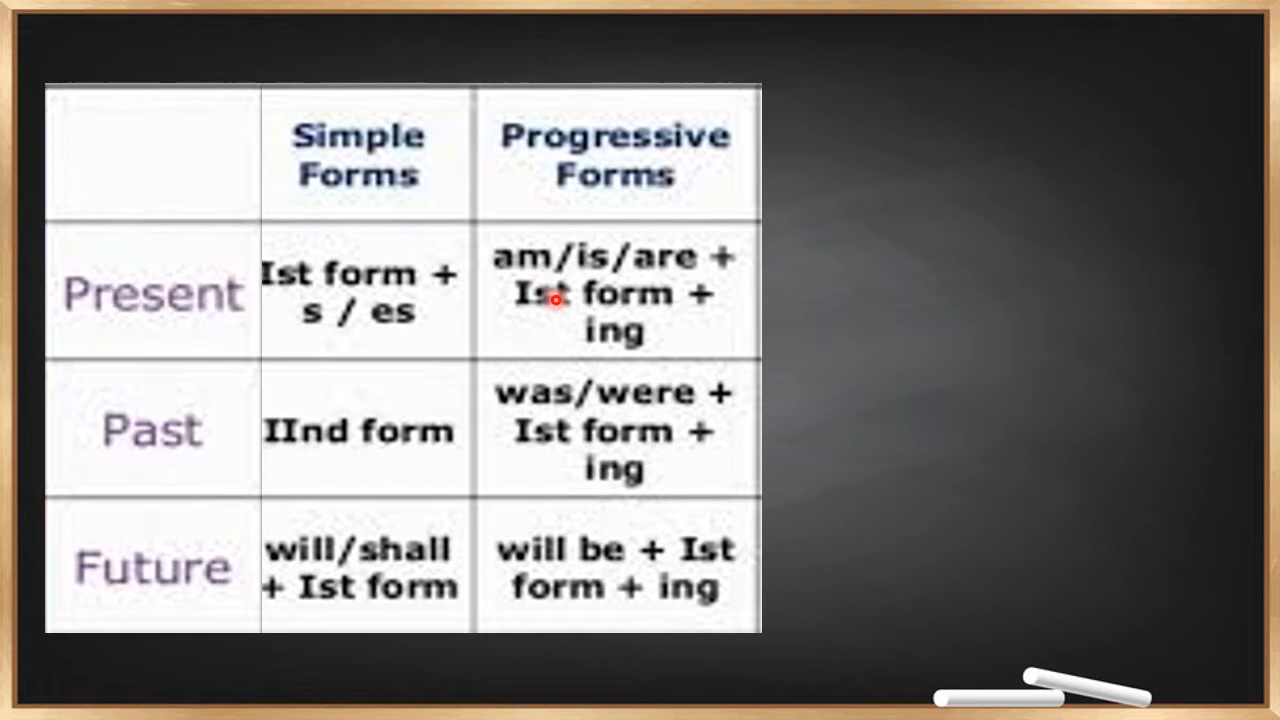 Simple
Forms
Progressive
Forms
Present
Ist form +
s / es
am/is/are +
Ist form +
ing
Past
IInd form
was/were +
Ist form +
ing
Future
will/shall
+ Ist form
will be + Ist
form + ing